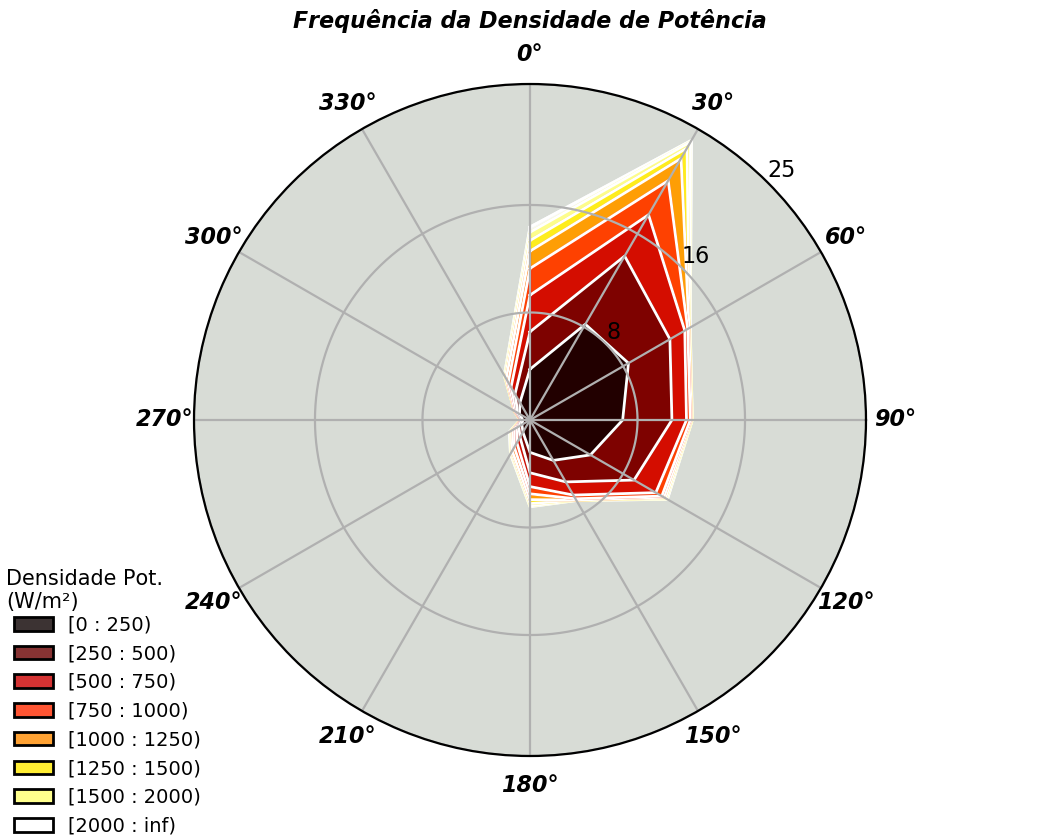 Frequência da Densidade de Potência
0°
330°
30°
25
300°
60°
16
8
270°
90°
Densidade Pot.
(W/m²)
240°
120°
[0 : 250)
[250 : 500)
[500 : 750)
[750 : 1000)
210°
150°
[1000 : 1250)
[1250 : 1500)
180°
[1500 : 2000)
[2000 : inf)